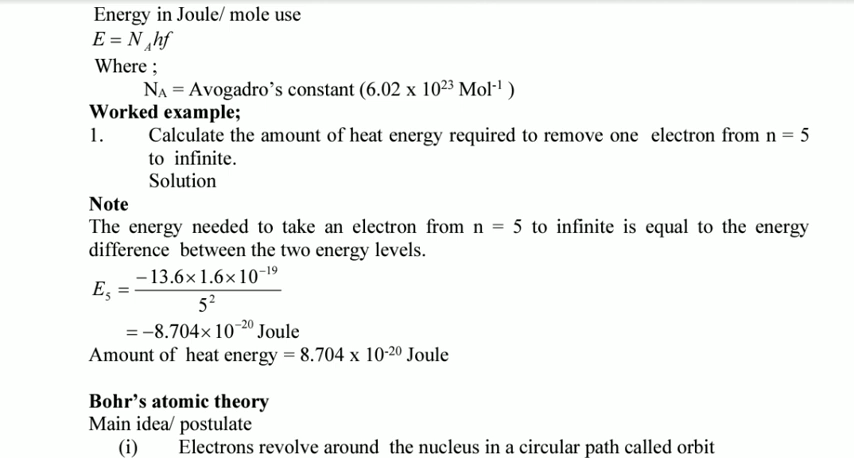 Energy in Joule/ mole use
E = N_A hf
Where ;
N_A = Avogadro's constant (6.02 x 10^23 Mol^-1 )
Worked example;
1. Calculate the amount of heat energy required to remove one electron from n = 5
to infinite.
Solution
Note
The energy needed to take an electron from n = 5 to infinite is equal to the energy
difference between the two energy levels.
E_5 = (−13.6×1.6×10^−19) / 5^2
= −8.704×10^−20 Joule
Amount of heat energy = 8.704 x 10^-20 Joule
Bohr's atomic theory
Main idea/ postulate
(i) Electrons revolve around the nucleus in a circular path called orbit